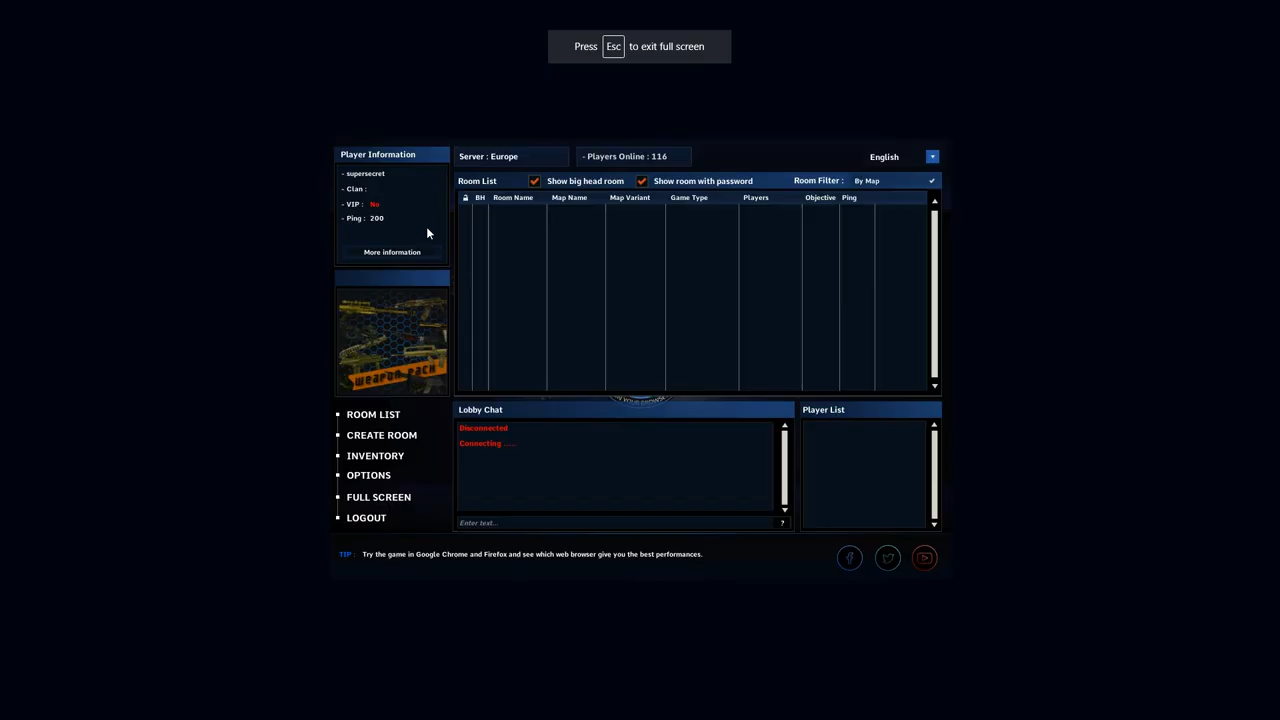 Press Esc to exit full screen
Player Information
- supersecret
- Clan :
- VIP : No
- Ping : 200
More information
Server : Europe
- Players Online : 116
English
Room List
Show big head room
Show room with password
Room Filter :
By Map
BH
Room Name
Map Name
Map Variant
Game Type
Players
Objective
Ping
WEAPON PACK
ROOM LIST
CREATE ROOM
INVENTORY
OPTIONS
FULL SCREEN
LOGOUT
Lobby Chat
Disconnected
Connecting .....
Enter text...
?
Player List
TIP : Try the game in Google Chrome and Firefox and see which web browser give you the best performances.